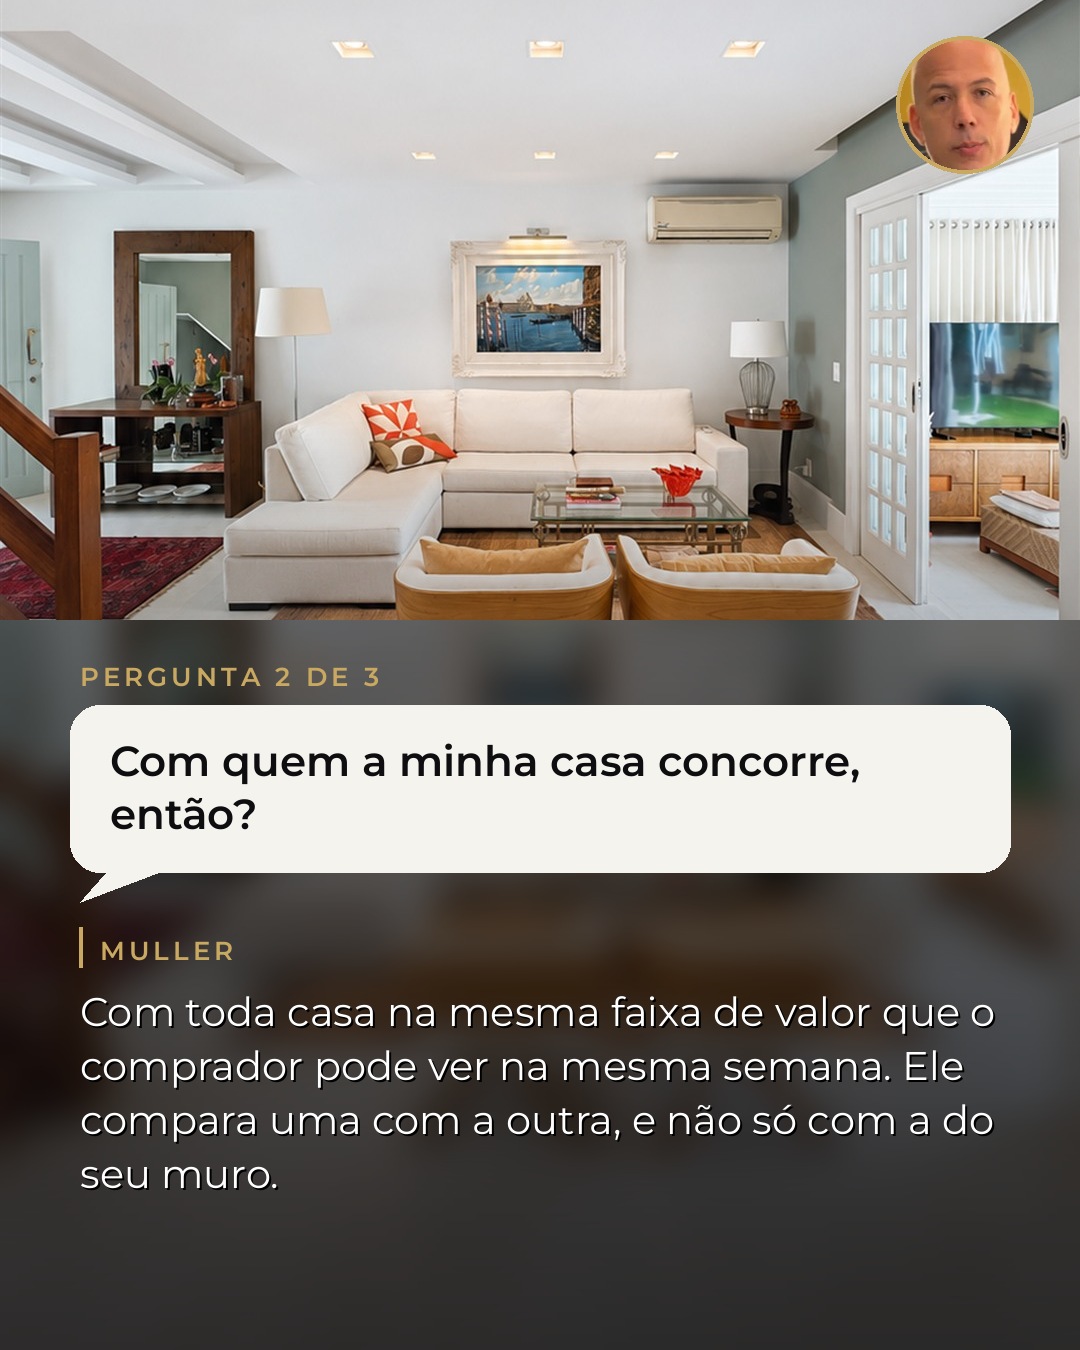 PERGUNTA 2 DE 3
Com quem a minha casa concorre,
então?
MULLER
Com toda casa na mesma faixa de valor que o
comprador pode ver na mesma semana. Ele
compara uma com a outra, e não só com a do
seu muro.